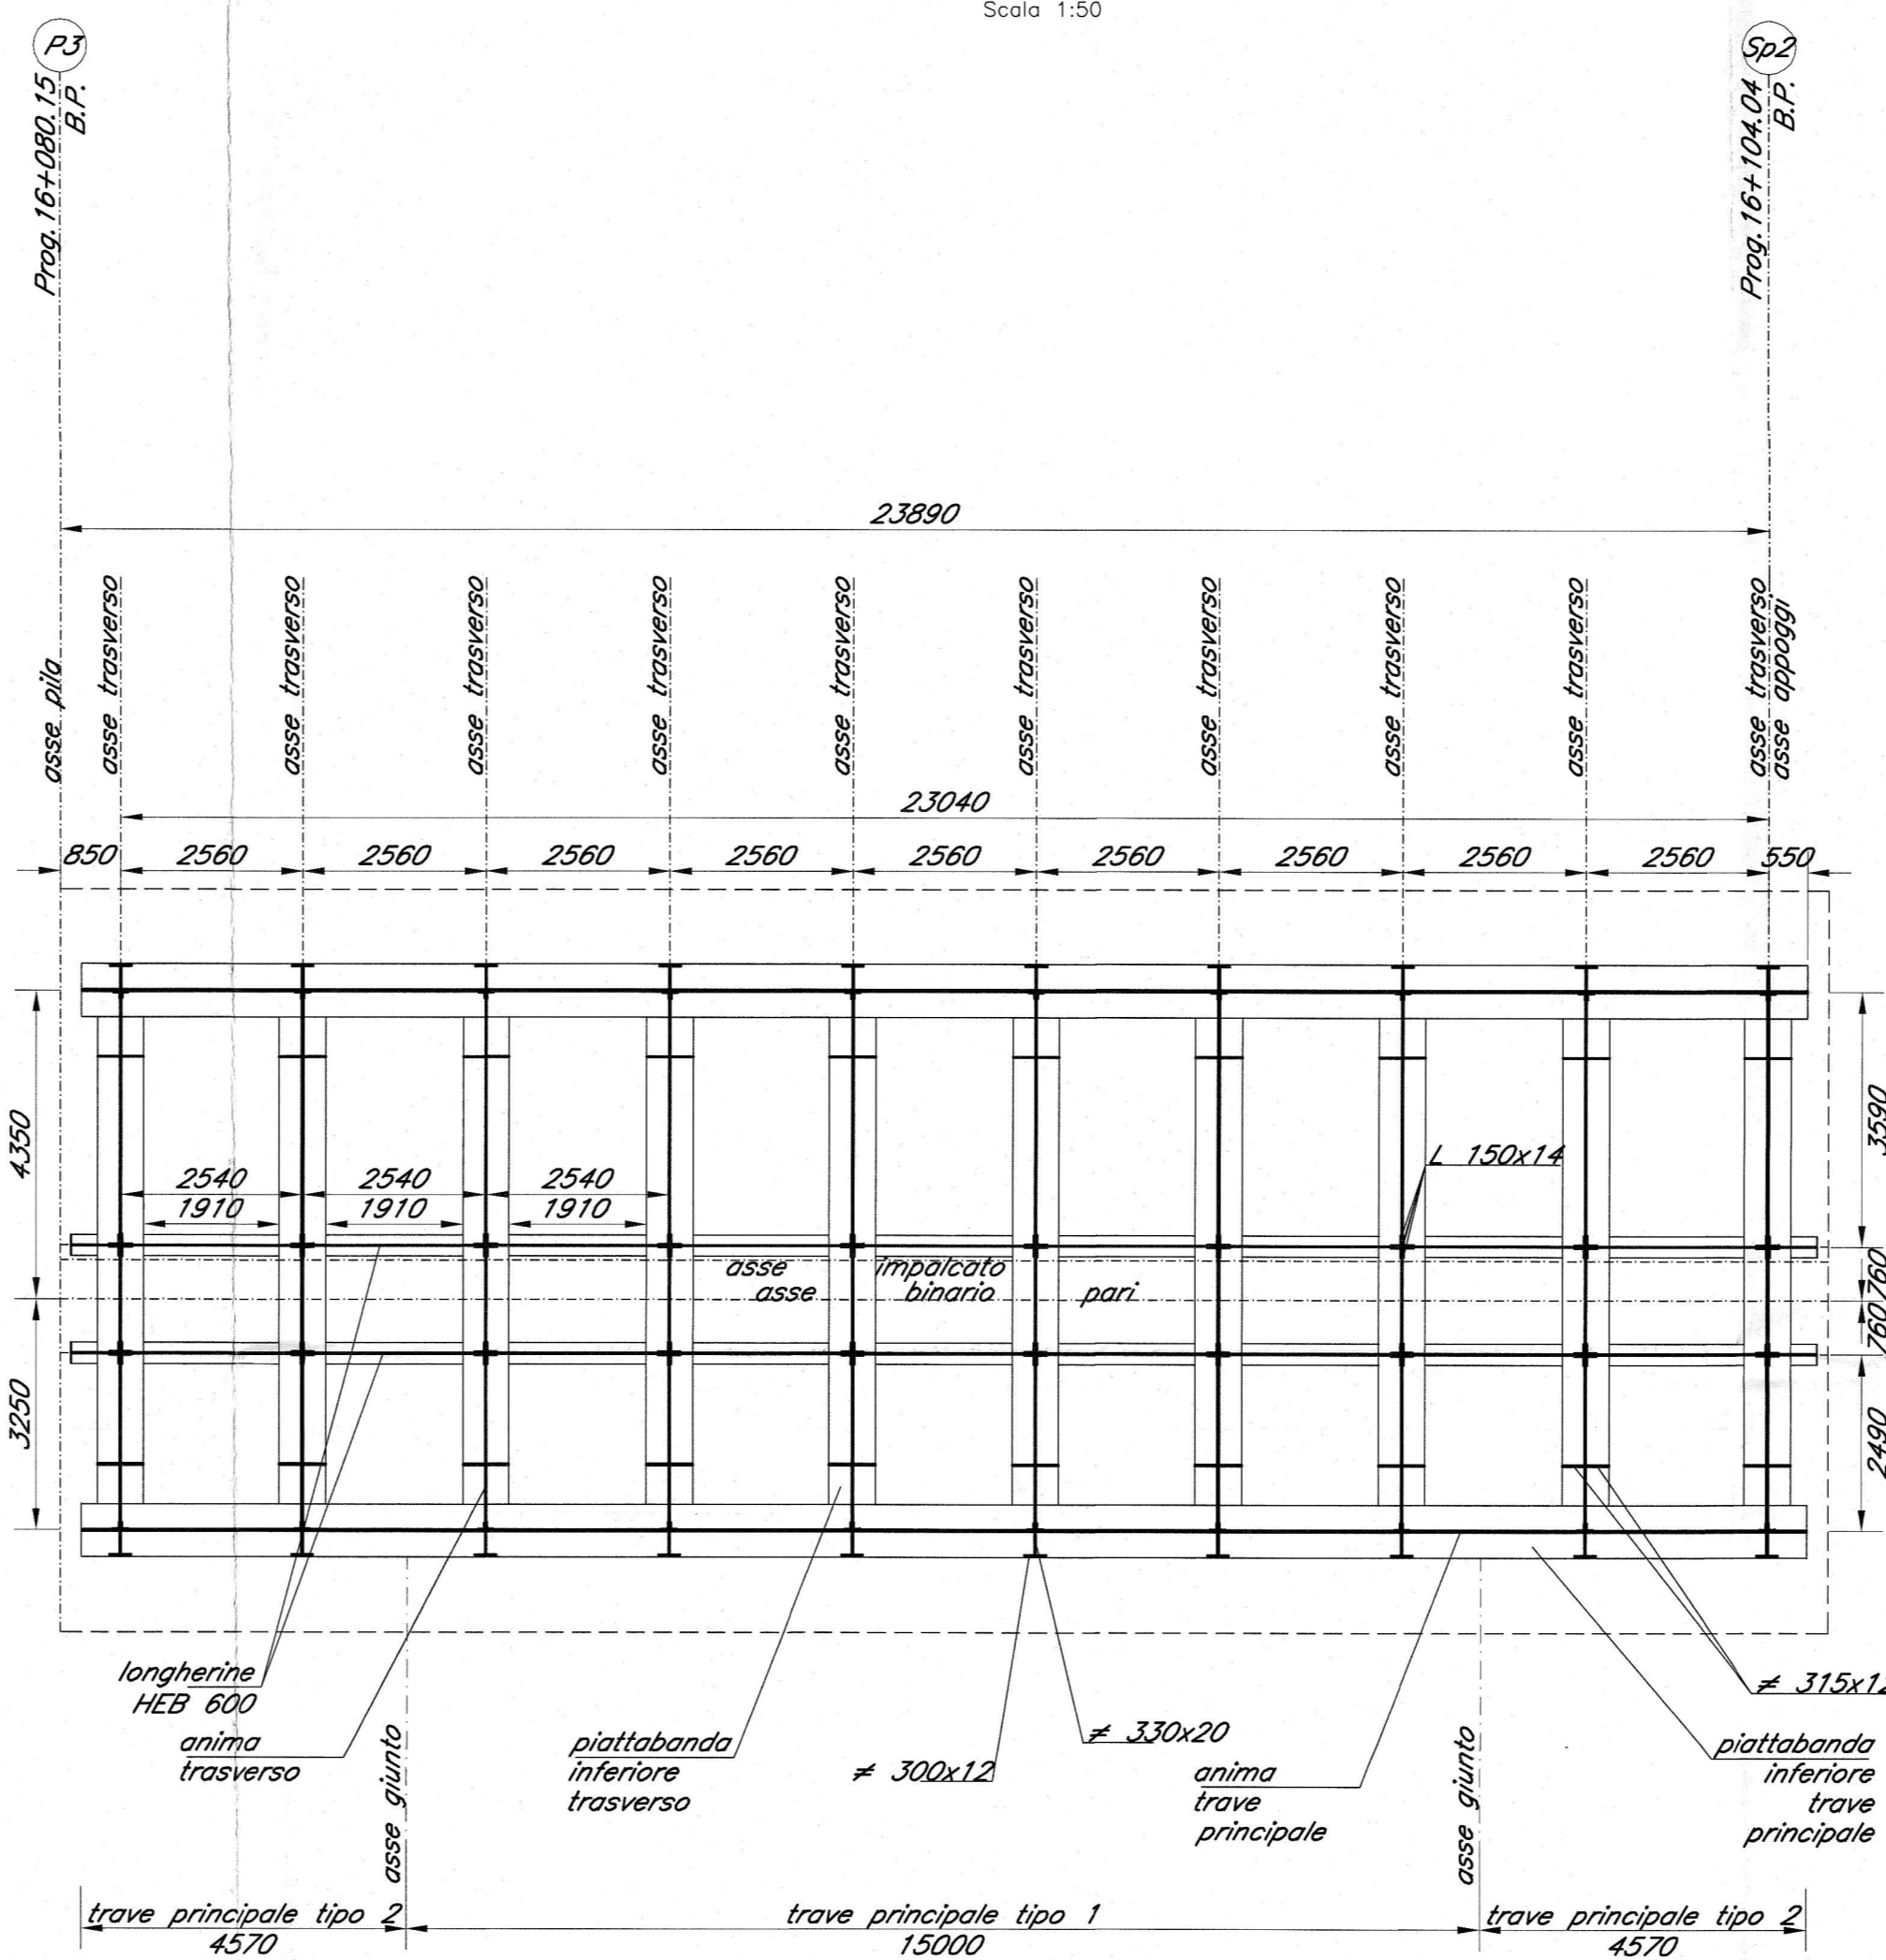 Scala 1:50
P3
Prog. 16+080.15
B.P.
Sp2
Prog. 16+104.04
B.P.
23890
asse pila
asse trasverso
asse trasverso
asse trasverso
asse trasverso
asse trasverso
asse trasverso
asse trasverso
asse trasverso
asse trasverso
asse trasverso
asse appoggi
23040
850
2560
2560
2560
2560
2560
2560
2560
2560
2560
550
4350
3250
3590
760
760
2490
2540
2540
2540
1910
1910
1910
L 150x14
asse impalcato
asse binario pari
longherine
HEB 600
anima
trasverso
asse giunto
piattabanda
inferiore
trasverso
≠ 300x12
≠ 330x20
anima
trave
principale
asse giunto
≠ 315x12
piattabanda
inferiore
trave
principale
trave principale tipo 2
4570
trave principale tipo 1
15000
trave principale tipo 2
4570